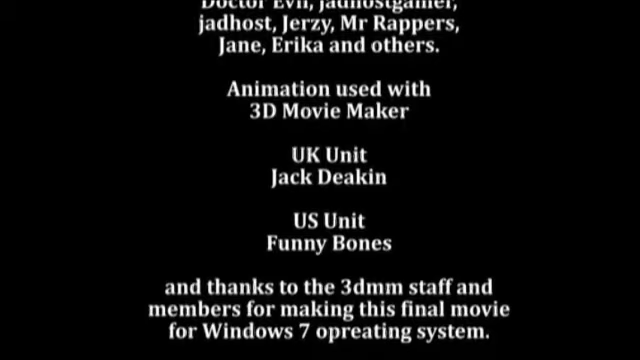 Doctor Evil, jadhostgamer,
jadhost, Jerzy, Mr Rappers,
Jane, Erika and others.
Animation used with
3D Movie Maker
UK Unit
Jack Deakin
US Unit
Funny Bones
and thanks to the 3dmm staff and
members for making this final movie
for Windows 7 opreating system.